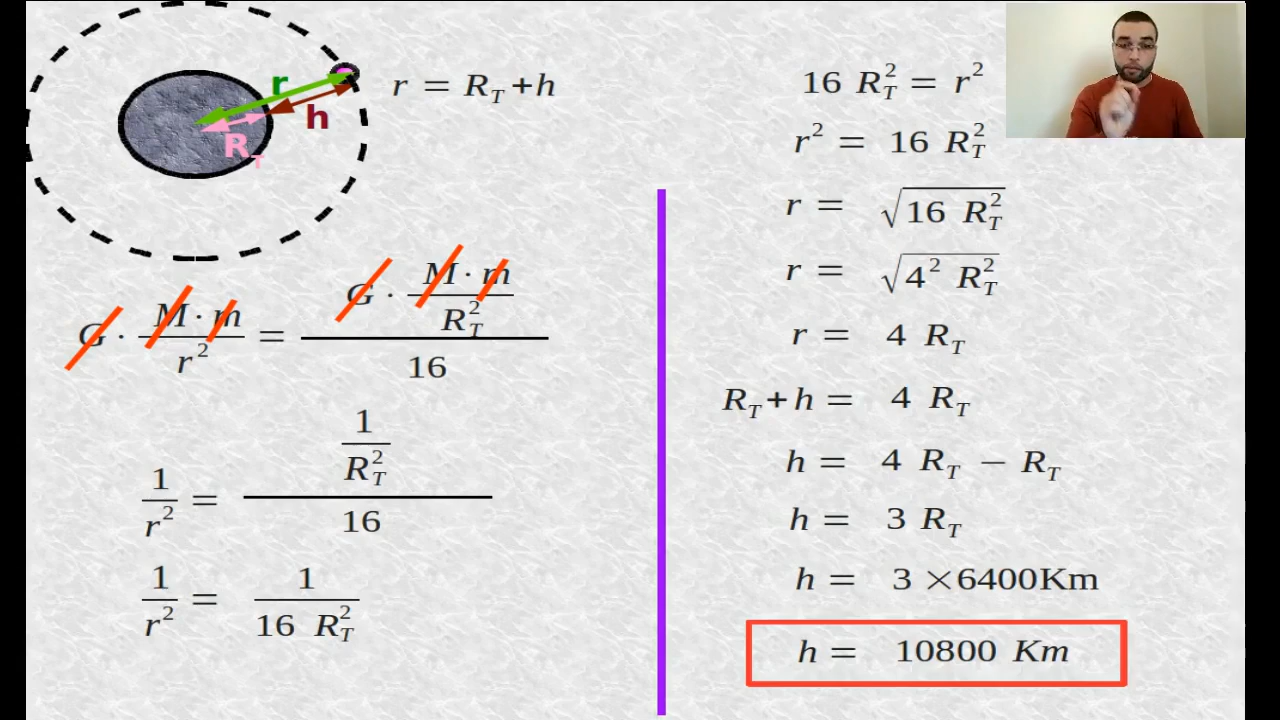 r
h
R_T
r = R_T + h
G · M · m / r² = (G · M · m / R_T²) / 16
1 / r² = (1 / R_T²) / 16
1 / r² = 1 / 16 R_T²
16 R_T² = r²
r² = 16 R_T²
r = √(16 R_T²)
r = √(4² R_T²)
r = 4 R_T
R_T + h = 4 R_T
h = 4 R_T − R_T
h = 3 R_T
h = 3 ×6400Km
h = 10800 Km